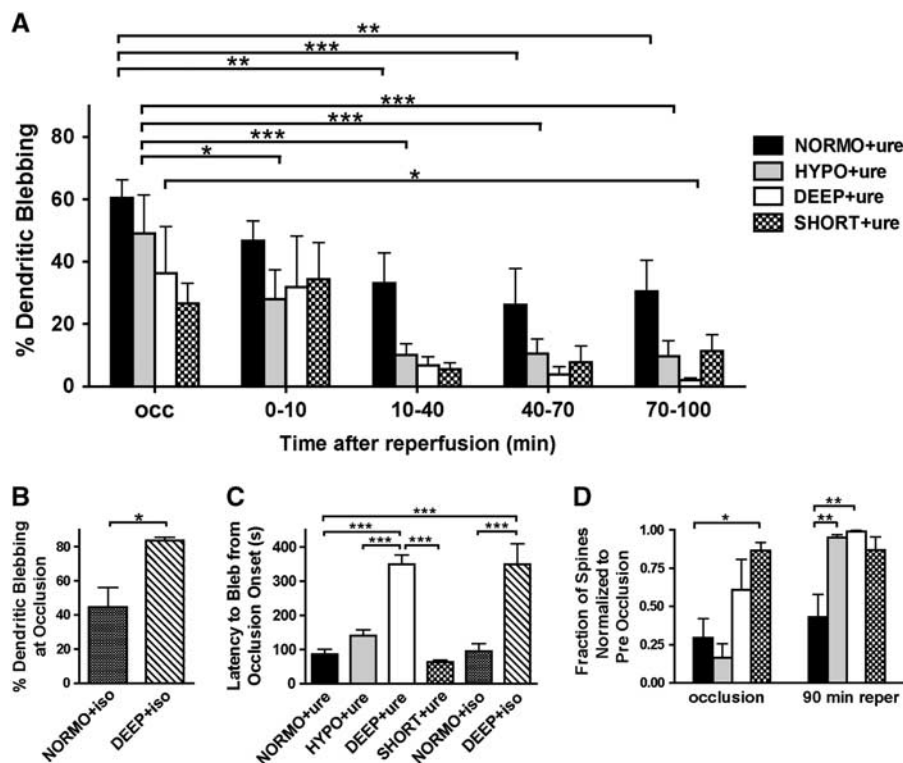 A
**
***
**
***
***
***
*
*
% Dendritic Blebbing
80
60
40
20
0
occ
0-10
10-40
40-70
70-100
Time after reperfusion (min)
NORMO+ure
HYPO+ure
DEEP+ure
SHORT+ure
B
% Dendritic Blebbing
at Occlusion
80
60
40
20
0
*
NORMO+iso
DEEP+iso
C
Latency to Bleb from
Occlusion Onset (s)
400
300
200
100
0
***
***
***
***
***
NORMO+ure
HYPO+ure
DEEP+ure
SHORT+ure
NORMO+iso
DEEP+iso
D
Fraction of Spines
Normalized to
Pre Occlusion
1.00
0.75
0.50
0.25
0.00
*
**
**
occlusion
90 min reper